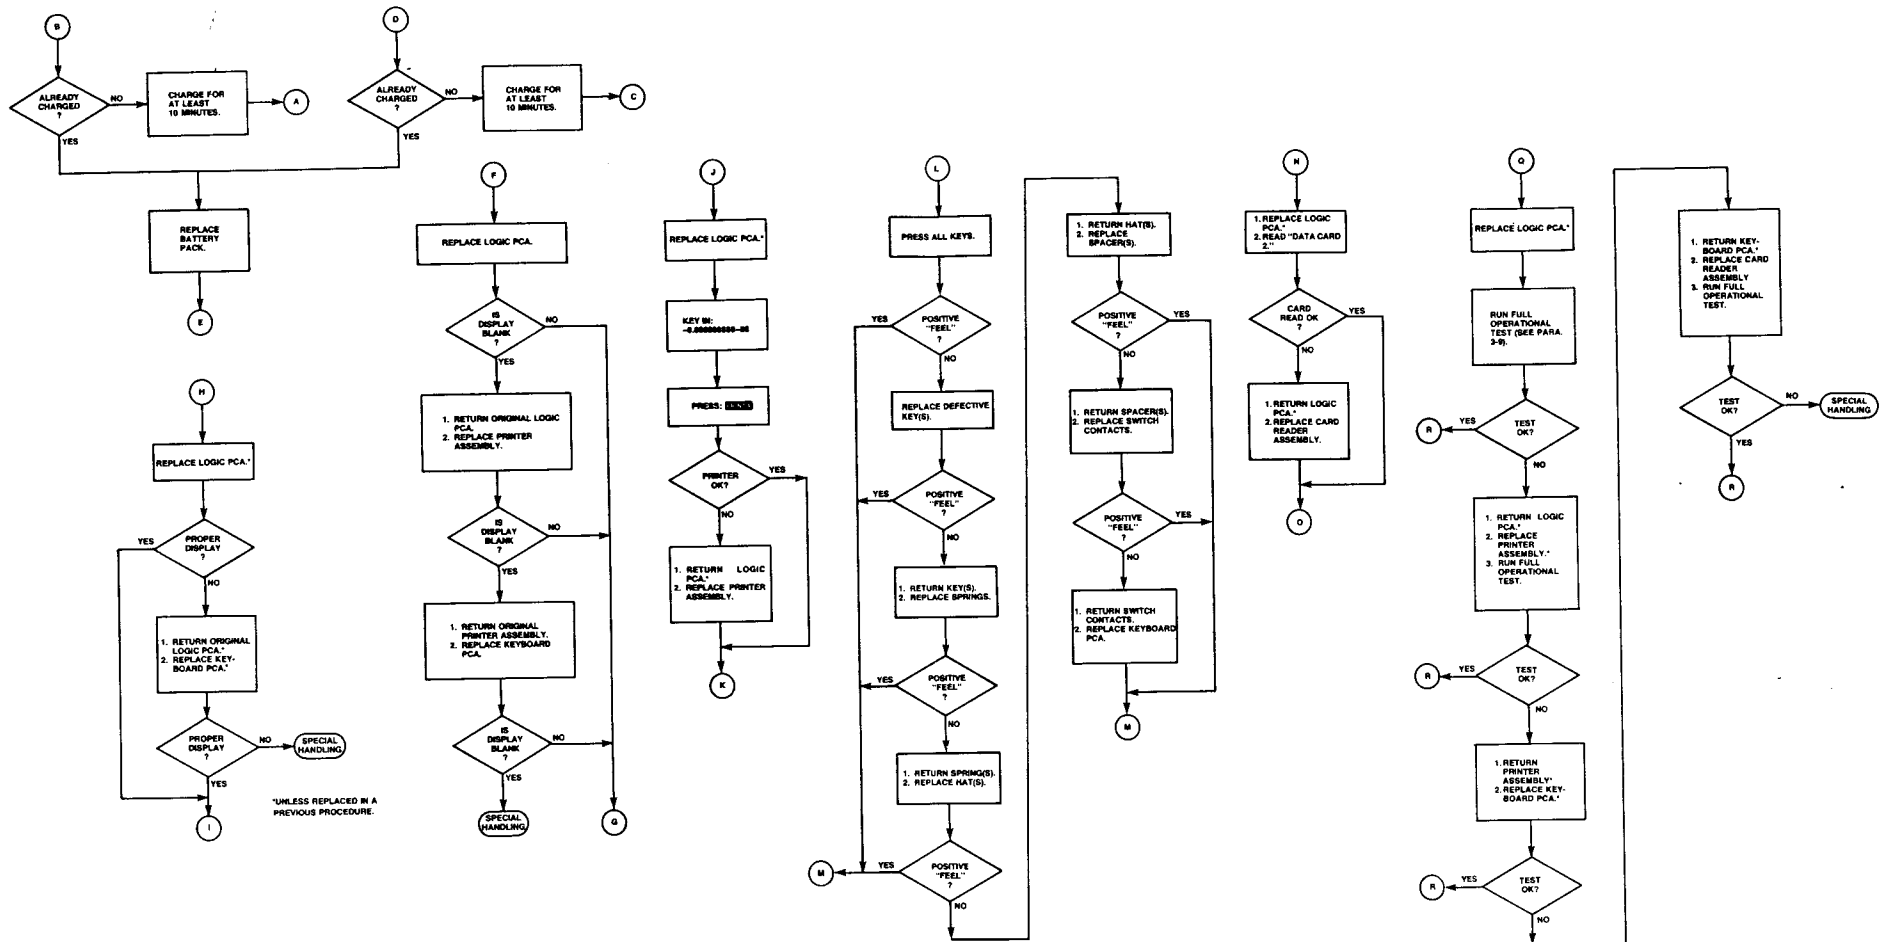 B
ALREADY
CHARGED
?
NO
YES
CHARGE FOR
AT LEAST
10 MINUTES.
A
D
ALREADY
CHARGED
?
NO
YES
CHARGE FOR
AT LEAST
10 MINUTES.
C
REPLACE
BATTERY
PACK.
E
H
REPLACE LOGIC PCA.*
PROPER
DISPLAY
?
YES
NO
1. RETURN ORIGINAL
LOGIC PCA.*
2. REPLACE KEY-
BOARD PCA.*
PROPER
DISPLAY
?
NO
SPECIAL
HANDLING
YES
I
*UNLESS REPLACED IN A
PREVIOUS PROCEDURE.
F
REPLACE LOGIC PCA.
IS
DISPLAY
BLANK
?
NO
YES
1. RETURN ORIGINAL LOGIC
PCA.
2. REPLACE PRINTER
ASSEMBLY.
IS
DISPLAY
BLANK
?
NO
YES
1. RETURN ORIGINAL
PRINTER ASSEMBLY.
2. REPLACE KEYBOARD
PCA.
IS
DISPLAY
BLANK
?
NO
YES
SPECIAL
HANDLING
G
J
REPLACE LOGIC PCA.*
KEY IN:
PRESS:
PRINTER
OK?
YES
NO
1. RETURN LOGIC
PCA.*
2. REPLACE PRINTER
ASSEMBLY.
K
L
PRESS ALL KEYS.
POSITIVE
"FEEL"
?
YES
NO
REPLACE DEFECTIVE
KEY(S).
POSITIVE
"FEEL"
?
YES
NO
1. RETURN KEY(S).
2. REPLACE SPRINGS.
POSITIVE
"FEEL"
?
YES
NO
1. RETURN SPRING(S).
2. REPLACE HAT(S).
POSITIVE
"FEEL"
?
YES
M
NO
1. RETURN HAT(S).
2. REPLACE
SPACER(S).
POSITIVE
"FEEL"
?
YES
NO
1. RETURN SPACER(S).
2. REPLACE SWITCH
CONTACTS.
POSITIVE
"FEEL"
?
YES
NO
1. RETURN SWITCH
CONTACTS.
2. REPLACE KEYBOARD
PCA.
M
N
1. REPLACE LOGIC
PCA.*
2. READ "DATA CARD
2."
CARD
READ OK
?
YES
NO
1. RETURN LOGIC
PCA.*
2. REPLACE CARD
READER
ASSEMBLY.
O
Q
REPLACE LOGIC PCA.*
RUN FULL
OPERATIONAL
TEST (SEE PARA.
3-9).
TEST
OK?
YES
R
NO
1. RETURN LOGIC
PCA.*
2. REPLACE
PRINTER
ASSEMBLY.*
3. RUN FULL
OPERATIONAL
TEST.
TEST
OK?
YES
R
NO
1. RETURN
PRINTER
ASSEMBLY*
2. REPLACE KEY-
BOARD PCA.*
TEST
OK?
YES
R
NO
1. RETURN KEY-
BOARD PCA.*
2. REPLACE CARD
READER
ASSEMBLY
3. RUN FULL
OPERATIONAL
TEST.
TEST
OK?
NO
SPECIAL
HANDLING
YES
R